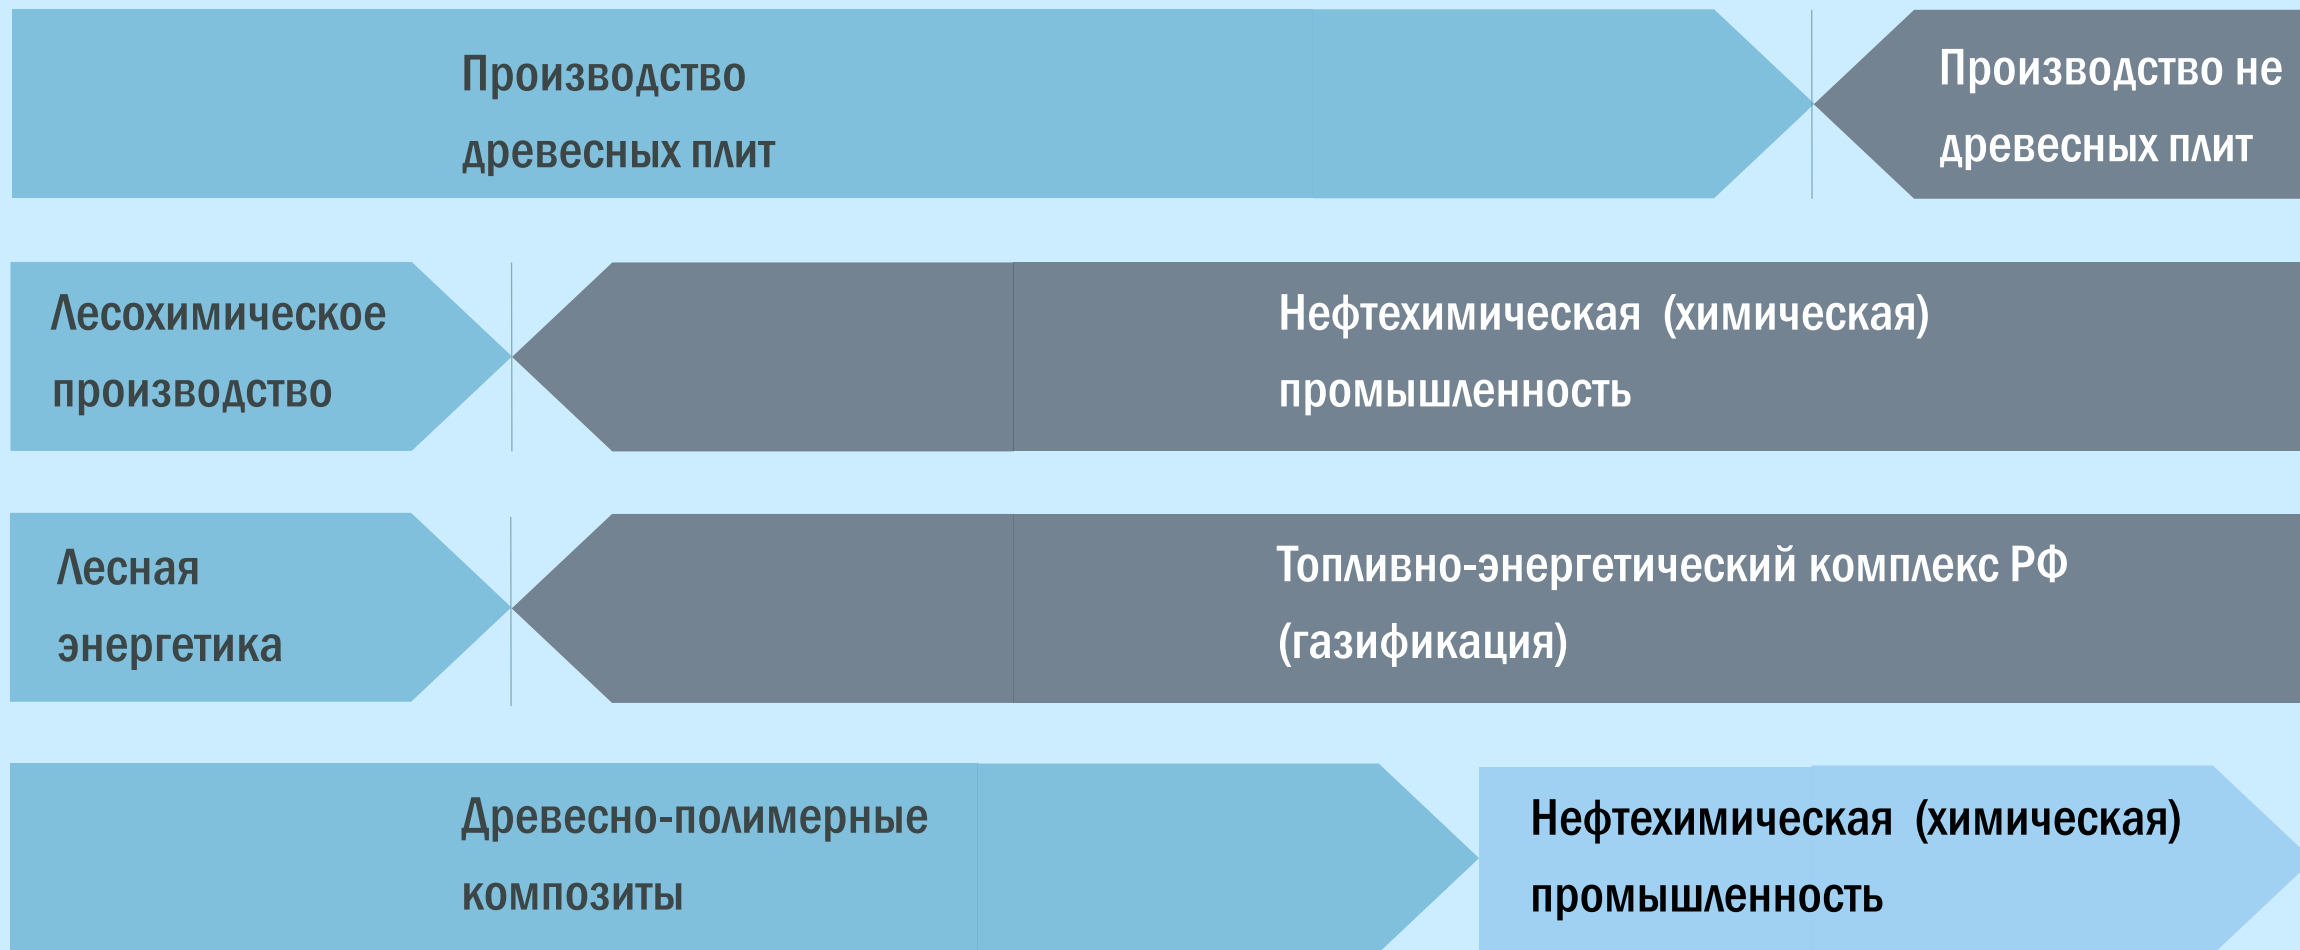 Производство
древесных плит
Производство не
древесных плит
Лесохимическое
производство
Нефтехимическая (химическая)
промышленность
Лесная
энергетика
Топливно-энергетический комплекс РФ
(газификация)
Древесно-полимерные
композиты
Нефтехимическая (химическая)
промышленность